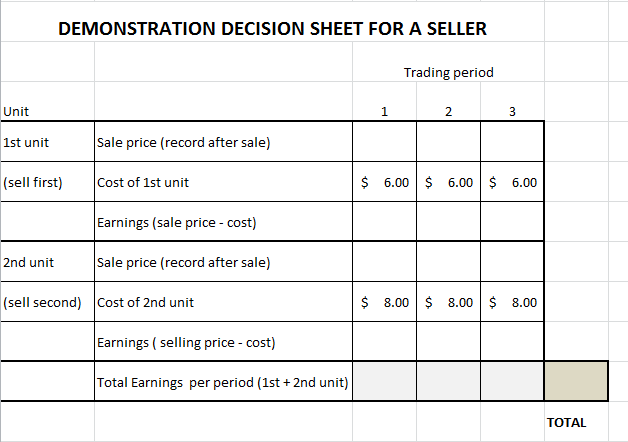 DEMONSTRATION DECISION SHEET FOR A SELLER
Trading period
Unit 1 2 3
1st unit Sale price (record after sale)
(sell first) Cost of 1st unit $ 6.00 $ 6.00 $ 6.00
Earnings (sale price - cost)
2nd unit Sale price (record after sale)
(sell second) Cost of 2nd unit $ 8.00 $ 8.00 $ 8.00
Earnings ( selling price - cost)
Total Earnings per period (1st + 2nd unit)
TOTAL